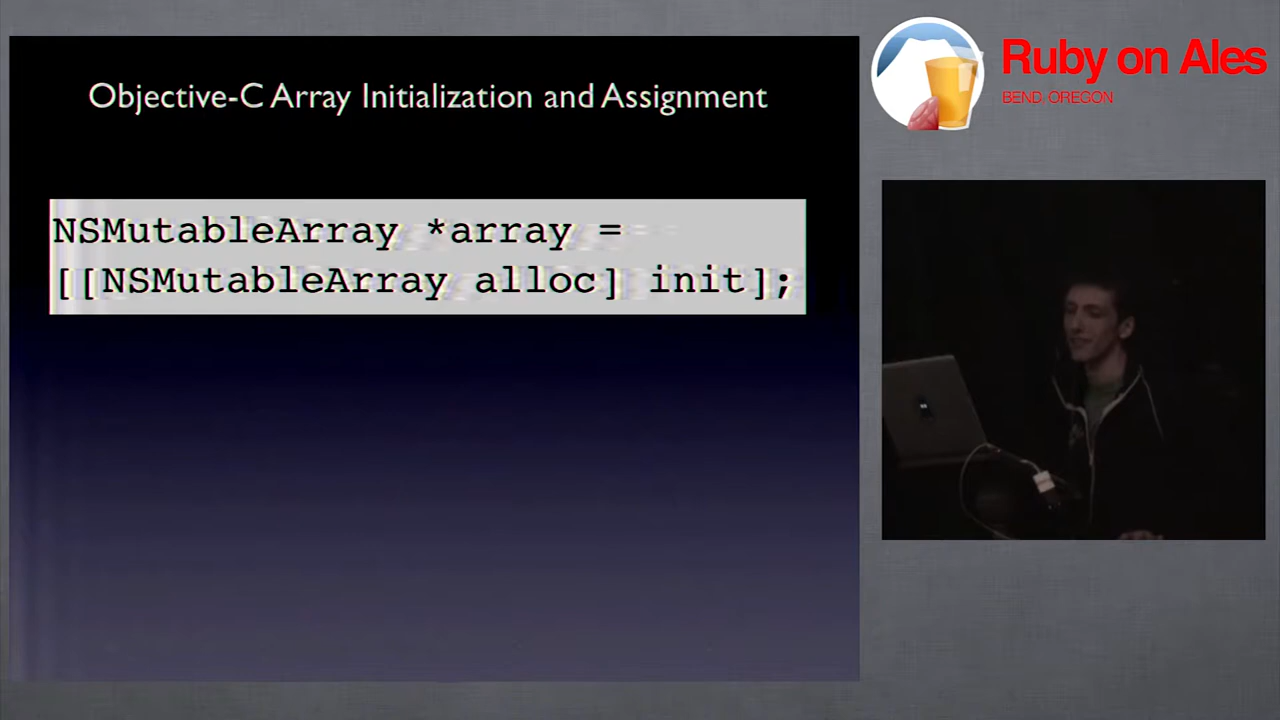 Objective-C Array Initialization and Assignment
NSMutableArray *array =
[[NSMutableArray alloc] init];
Ruby on Ales
BEND, OREGON